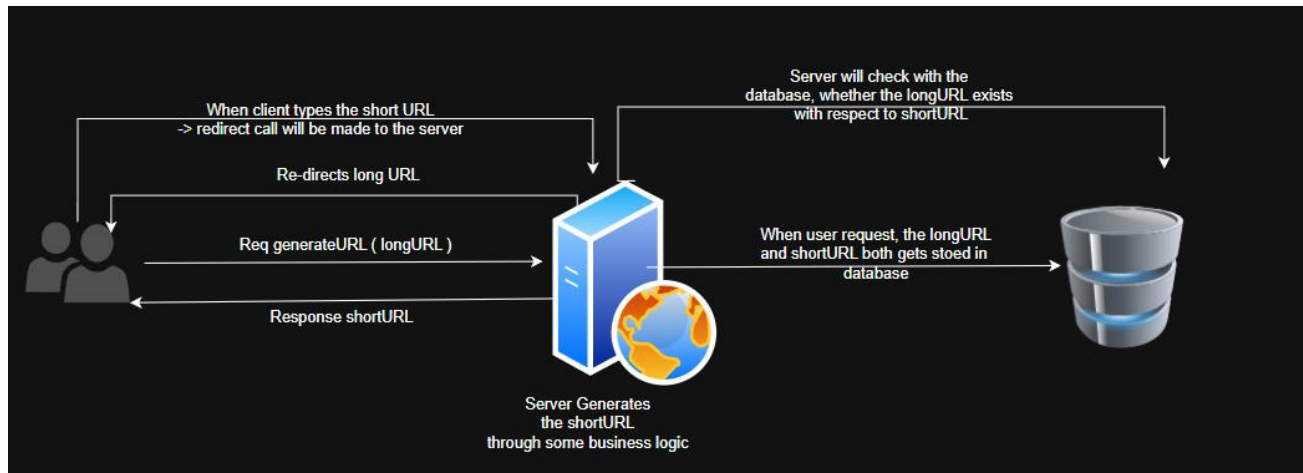 When client types the short URL
-> redirect call will be made to the server
Server will check with the
database, whether the longURL exists
with respect to shortURL
Re-directs long URL
Req generateURL ( longURL )
When user request, the longURL
and shortURL both gets stoed in
database
Response shortURL
Server Generates
the shortURL
through some business logic